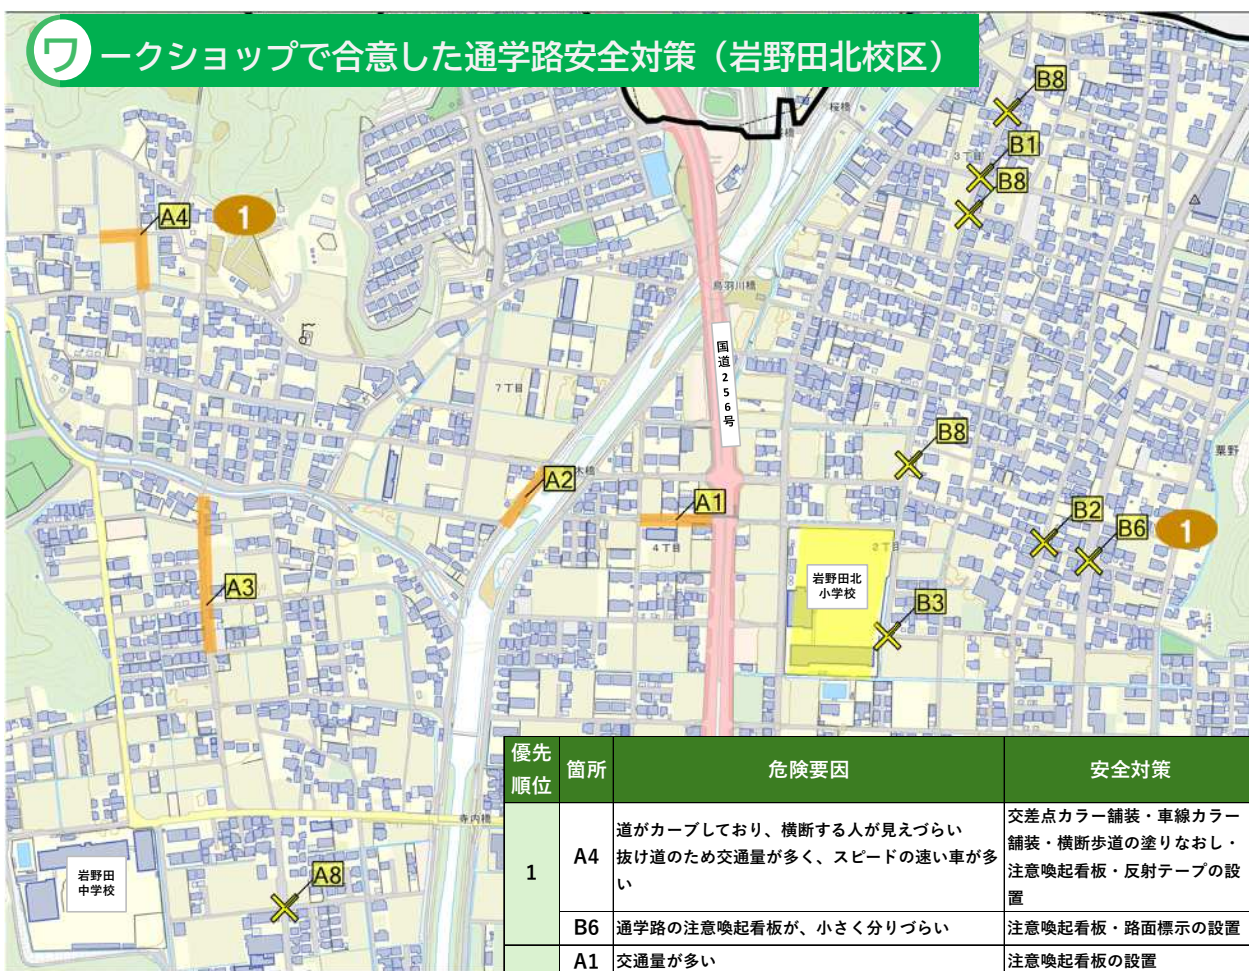 ワークショップで合意した通学路安全対策（岩野田北校区）
桜橋
B8
3丁目
B1
B8
A4
1
鳥羽川橋
国道256号
7丁目
B8
粟野
A2
A1
B2
B6
1
4丁目
岩野田北
小学校
A3
B3
寺内橋
岩野田
中学校
A8
優先
順位
箇所
危険要因
安全対策
1
A4
道がカーブしており、横断する人が見えづらい
抜け道のため交通量が多く、スピードの速い車が多
い
交差点カラー舗装・車線カラー
舗装・横断歩道の塗りなおし・
注意喚起看板・反射テープの設
置
B6
通学路の注意喚起看板が、小さく分りづらい
注意喚起看板・路面標示の設置
A1
交通量が多い
注意喚起看板の設置